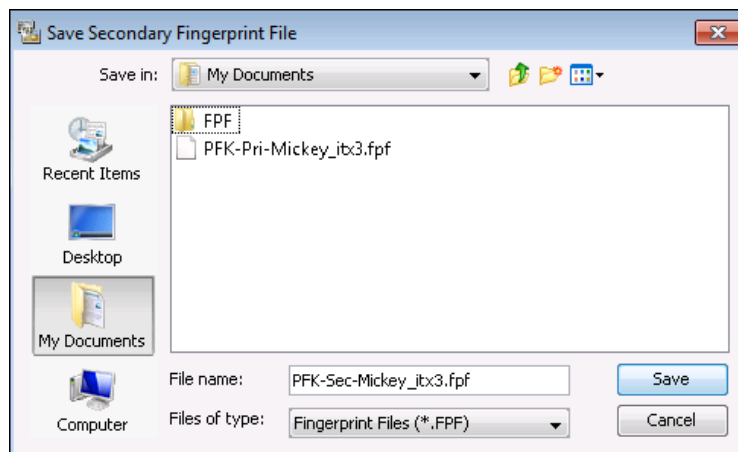 Save Secondary Fingerprint File
Save in:
My Documents
FPF
PFK-Pri-Mickey_itx3.fpf
Recent Items
Desktop
My Documents
Computer
File name:
PFK-Sec-Mickey_itx3.fpf
Save
Files of type:
Fingerprint Files (*.FPF)
Cancel